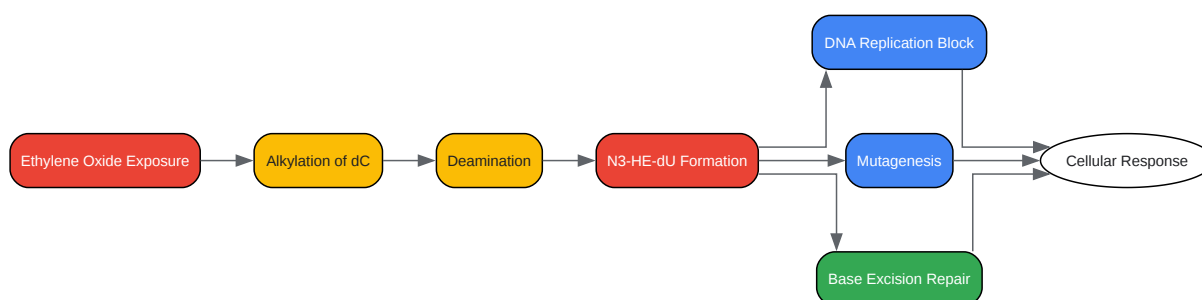 Ethylene Oxide Exposure
Alkylation of dC
Deamination
N3-HE-dU Formation
DNA Replication Block
Mutagenesis
Base Excision Repair
Cellular Response